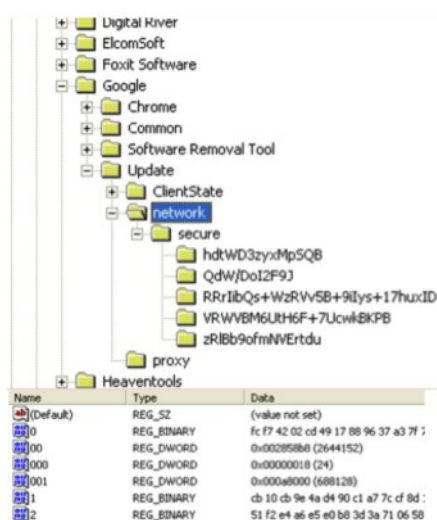 Digital River
ElcomSoft
Foxit Software
Google
Chrome
Common
Software Removal Tool
Update
ClientState
network
secure
hdtWD3zyxMp5QB
QdW/DoI2F9J
RRrIibQs+WzRVv5B+9iIys+17huxID
VRWVBM6UtH6F+7UcwkBKPB
zRlBb9ofmNVErtdu
proxy
Heaventools
Name Type Data
(Default) REG_SZ (value not set)
0 REG_BINARY fc f7 42 02 cd 49 17 88 96 37 a3 7f 7
00 REG_DWORD 0x002858b8 (2644152)
000 REG_DWORD 0x00000018 (24)
001 REG_DWORD 0x000a8000 (688128)
1 REG_BINARY cb 10 cb 9e 4a d4 90 c1 a7 7c cf 8d
2 REG_BINARY 51 f2 e4 a6 e5 e0 b8 3d 3a 71 06 58